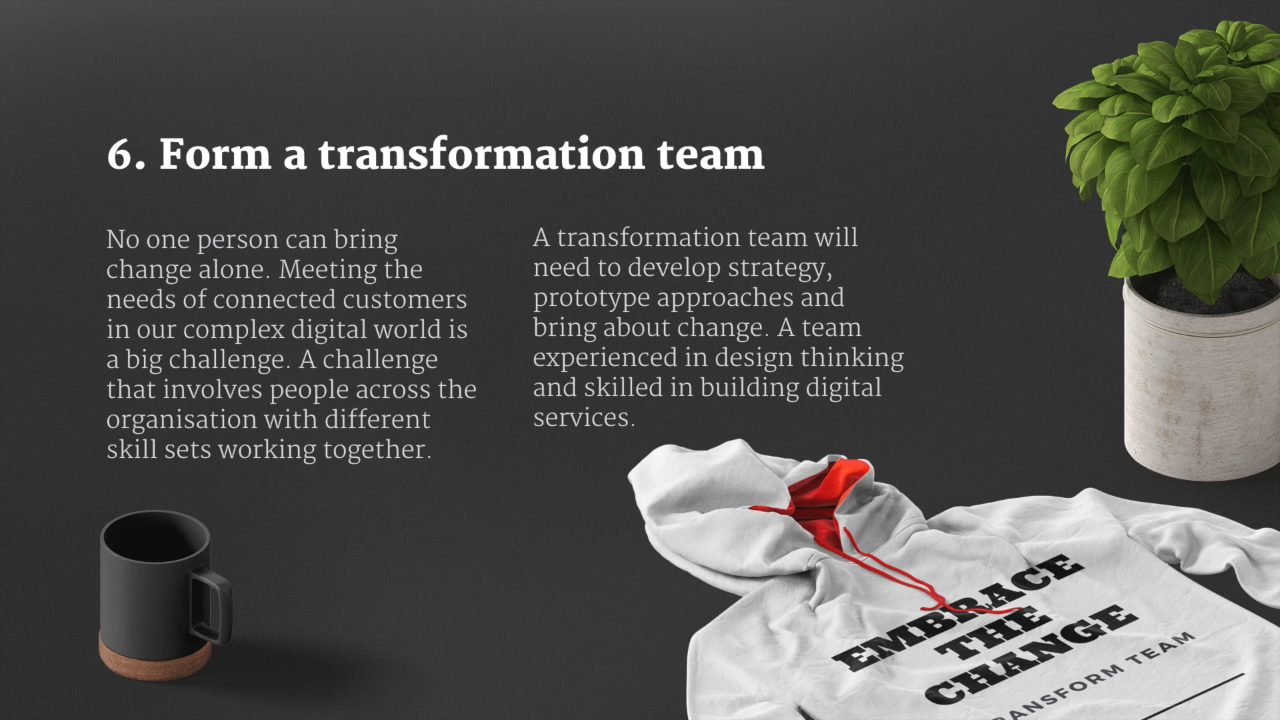 6. Form a transformation team
No one person can bring
change alone. Meeting the
needs of connected customers
in our complex digital world is
a big challenge. A challenge
that involves people across the
organisation with different
skill sets working together.
A transformation team will
need to develop strategy,
prototype approaches and
bring about change. A team
experienced in design thinking
and skilled in building digital
services.
EMBRACE
THE
CHANGE
RANSFORM TEAM